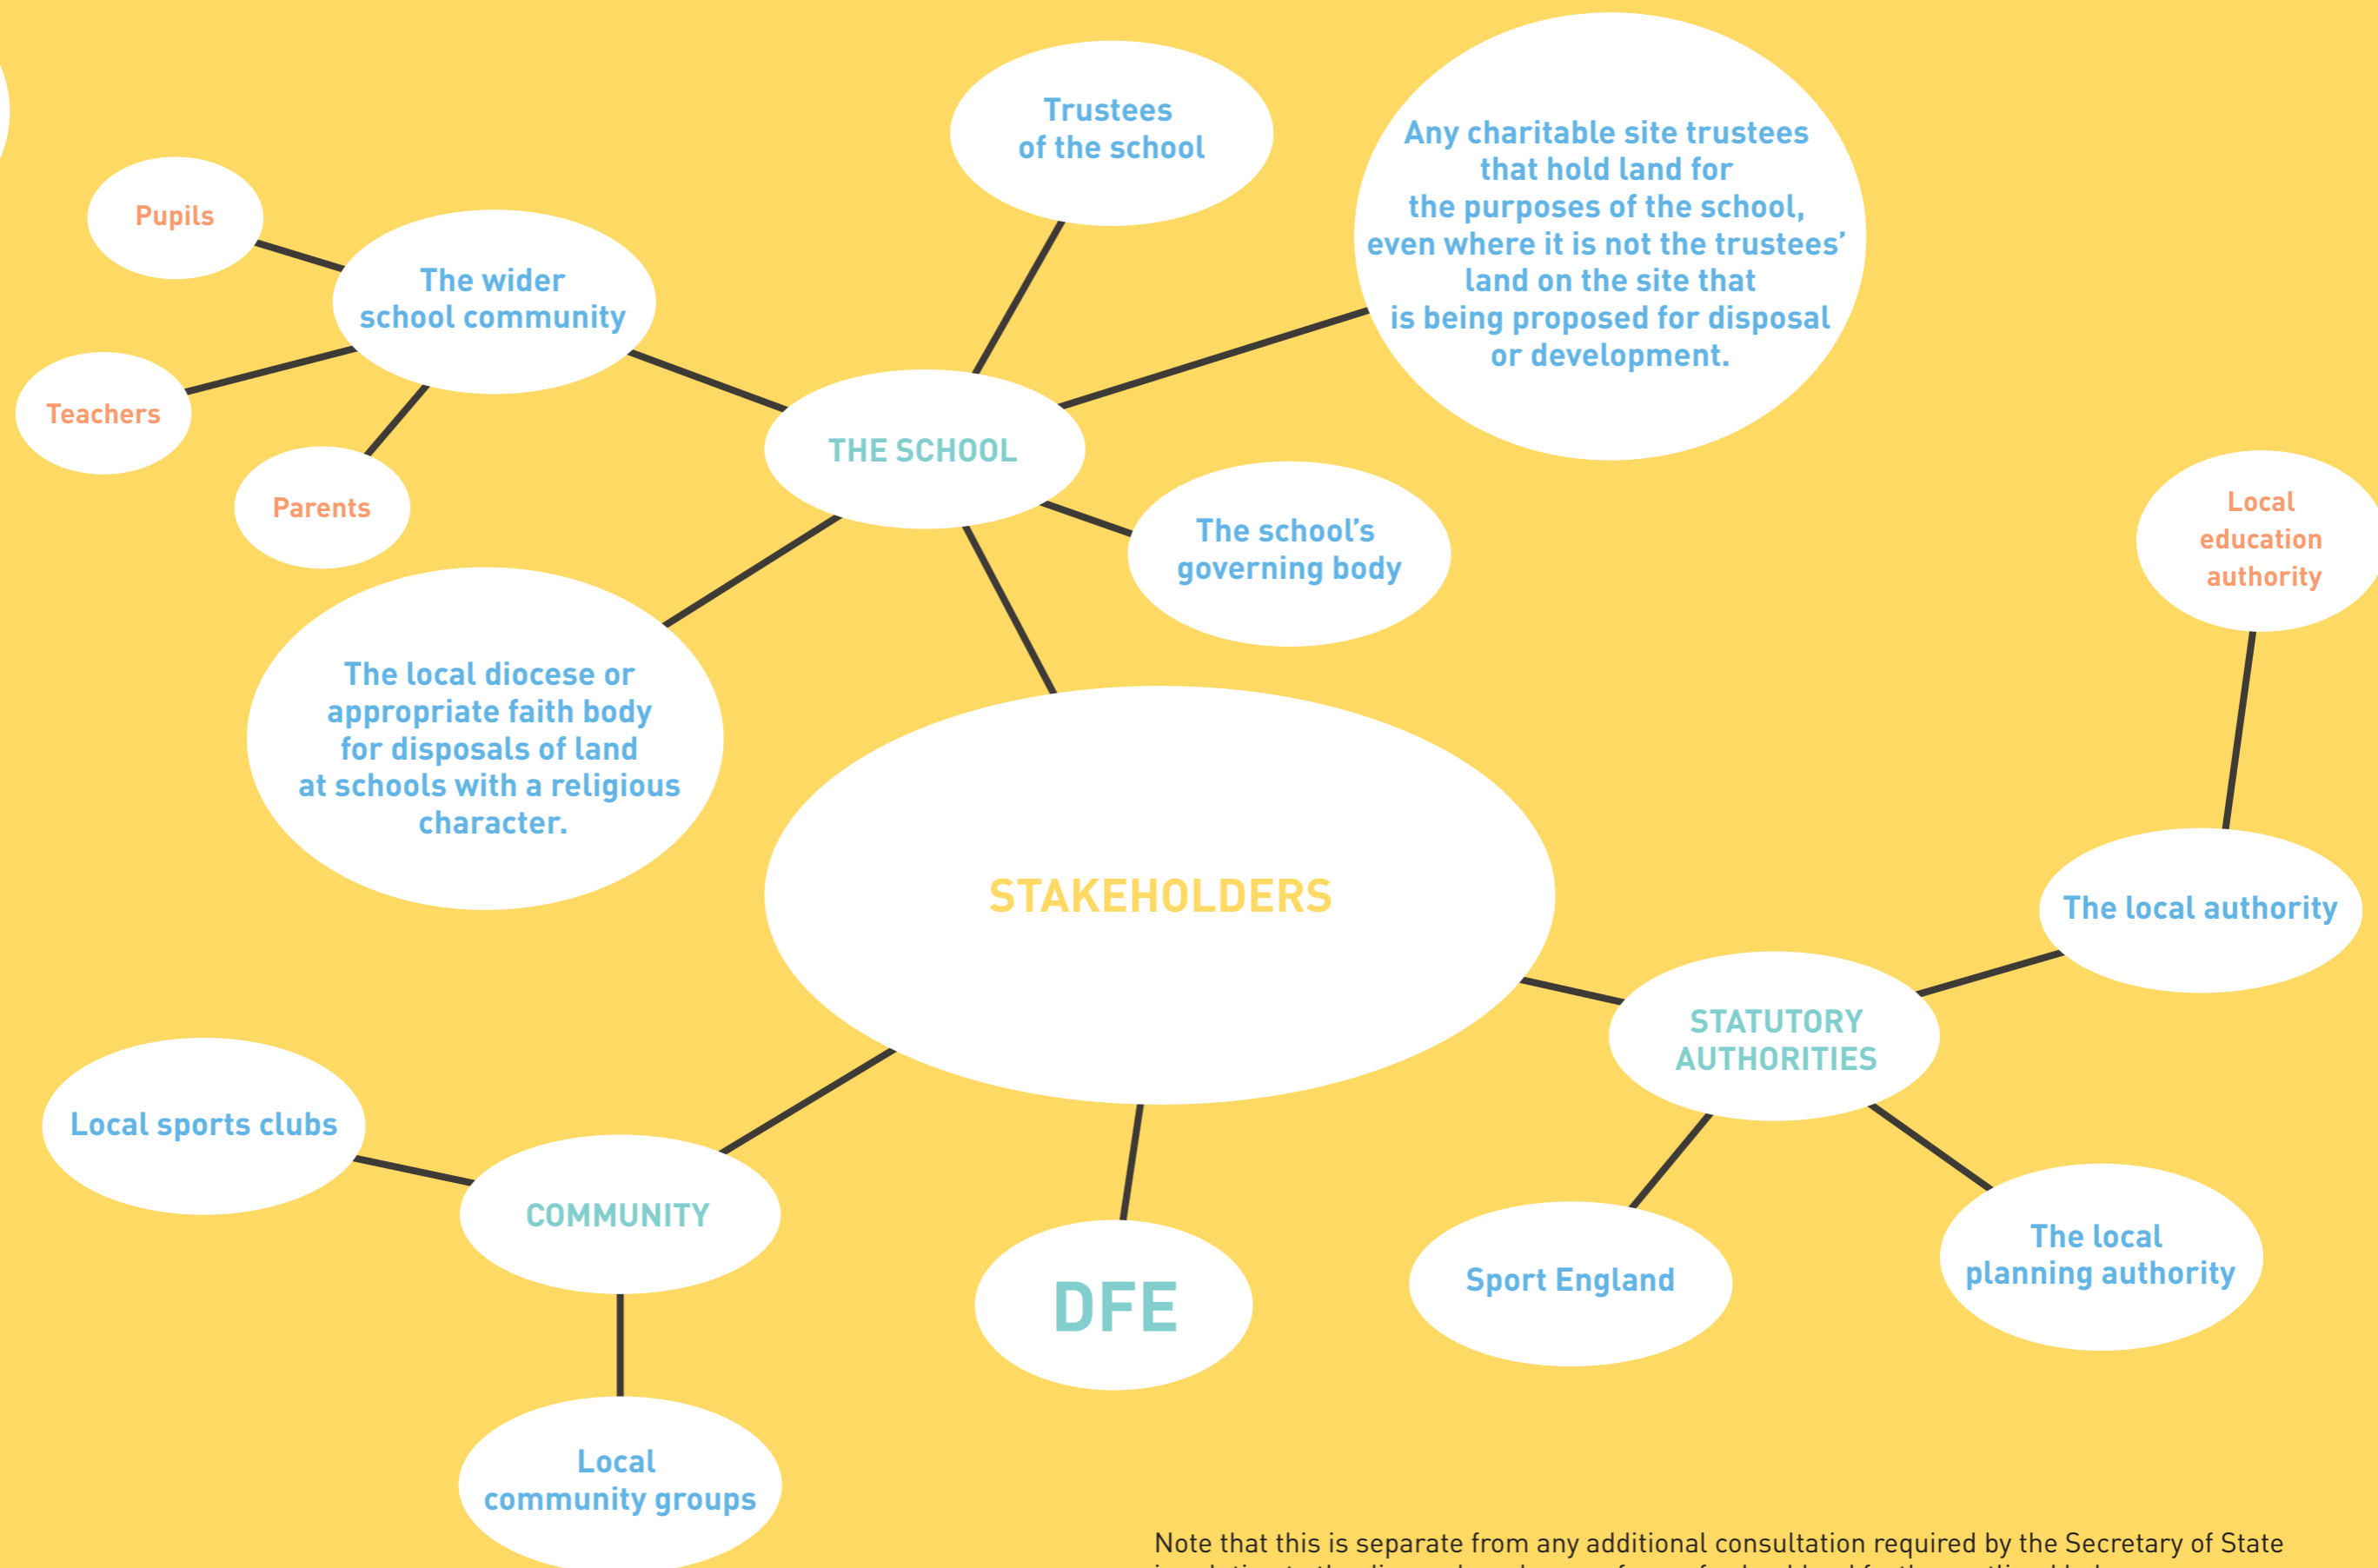 Trustees
of the school
Any charitable site trustees
that hold land for
the purposes of the school,
even where it is not the trustees’
land on the site that
is being proposed for disposal
or development.
Pupils
The wider
school community
Teachers
THE SCHOOL
Parents
The school’s
governing body
Local
education
authority
The local diocese or
appropriate faith body
for disposals of land
at schools with a religious
character.
STAKEHOLDERS
The local authority
STATUTORY
AUTHORITIES
Local sports clubs
COMMUNITY
DFE
Sport England
The local
planning authority
Local
community groups
Note that this is separate from any additional consultation required by the Secretary of State